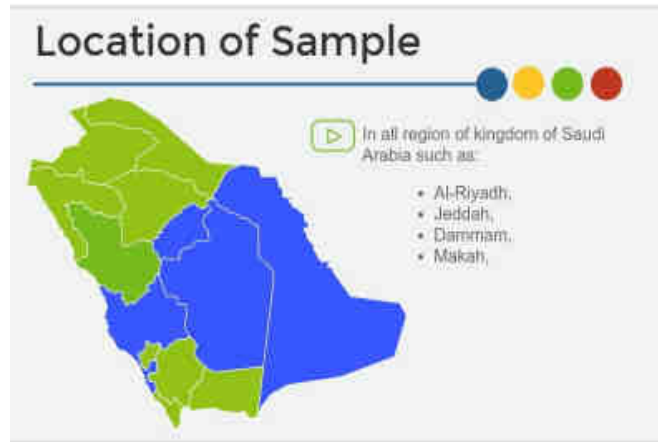 Location of Sample
In all region of kingdom of Saudi
Arabia such as:
• Al-Riyadh,
• Jeddah,
• Dammam,
• Makah,